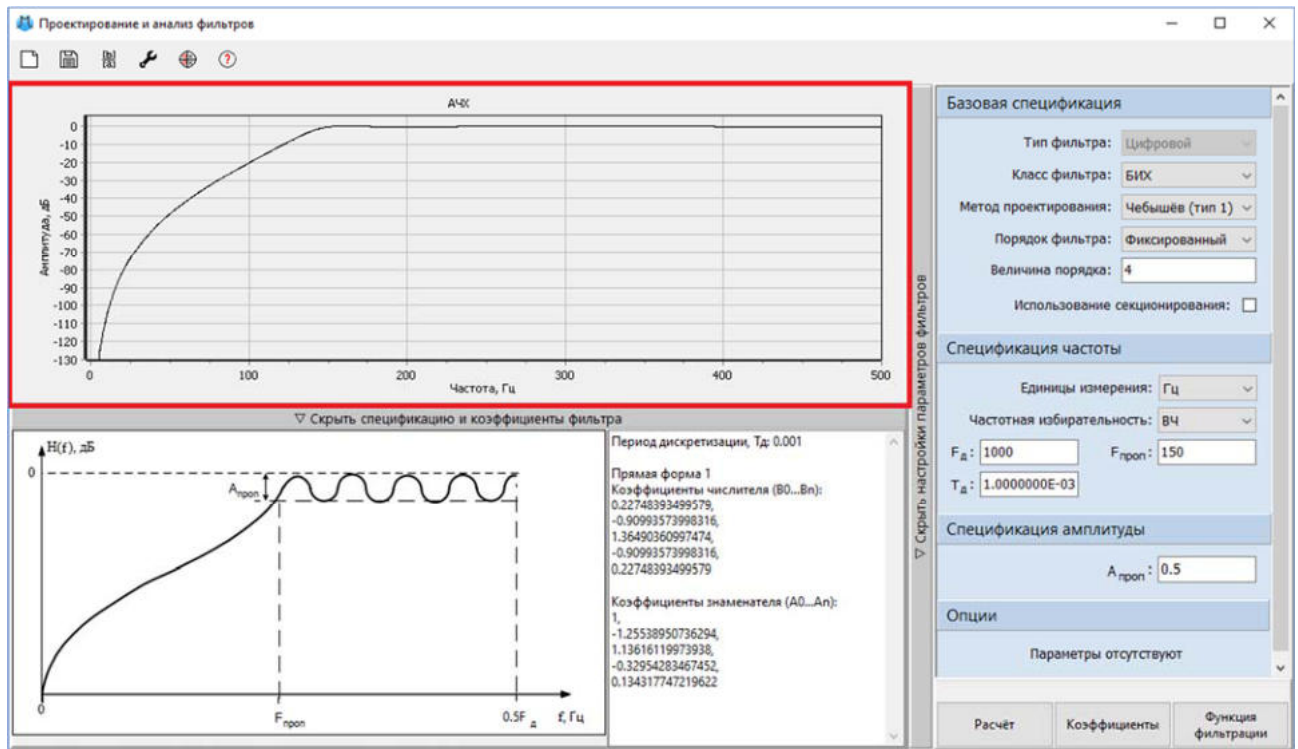 Проектирование и анализ фильтров
АЧХ
Амплитуда, дБ
0
-10
-20
-30
-40
-50
-60
-70
-80
-90
-100
-110
-120
-130
0 100 200 300 400 500
Частота, Гц
▽ Скрыть спецификацию и коэффициенты фильтра
H(f), дБ
0
Aпроп
0
Fпроп
0.5F д
f, Гц
Период дискретизации, Tд: 0.001
Прямая форма 1
Коэффициенты числителя (B0...Bn):
0.22748393499579,
-0.90993573998316,
1.36490360997474,
-0.90993573998316,
0.22748393499579
Коэффициенты знаменателя (A0...An):
1,
-1.25538950736294,
1.13616119973938,
-0.32954283467452,
0.134317747219622
▽ Скрыть настройки параметров фильтров
Базовая спецификация
Тип фильтра: Цифровой
Класс фильтра: БИХ
Метод проектирования: Чебышёв (тип 1)
Порядок фильтра: Фиксированный
Величина порядка: 4
Использование секционирования:
Спецификация частоты
Единицы измерения: Гц
Частотная избирательность: ВЧ
Fд: 1000 Fпроп: 150
Tд: 1.0000000E-03
Спецификация амплитуды
A проп: 0.5
Опции
Параметры отсутствуют
Расчёт
Коэффициенты
Функция
фильтрации